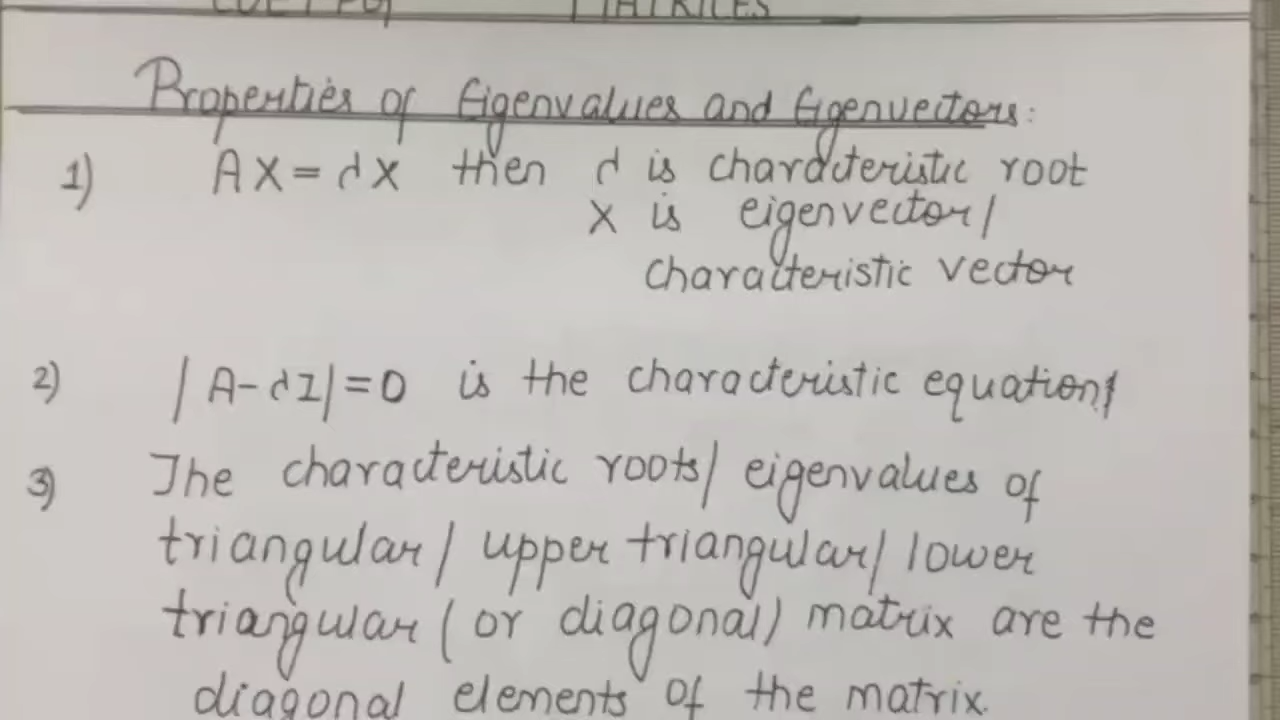 MATRICES
Properties of Eigenvalues and Eigenvectors:
1) AX = λX then λ is characteristic root
X is eigenvector/
characteristic vector
2) |A-λI| = 0 is the characteristic equation
3) The characteristic roots/ eigenvalues of
triangular/ upper triangular/ lower
triangular (or diagonal) matrix are the
diagonal elements of the matrix.